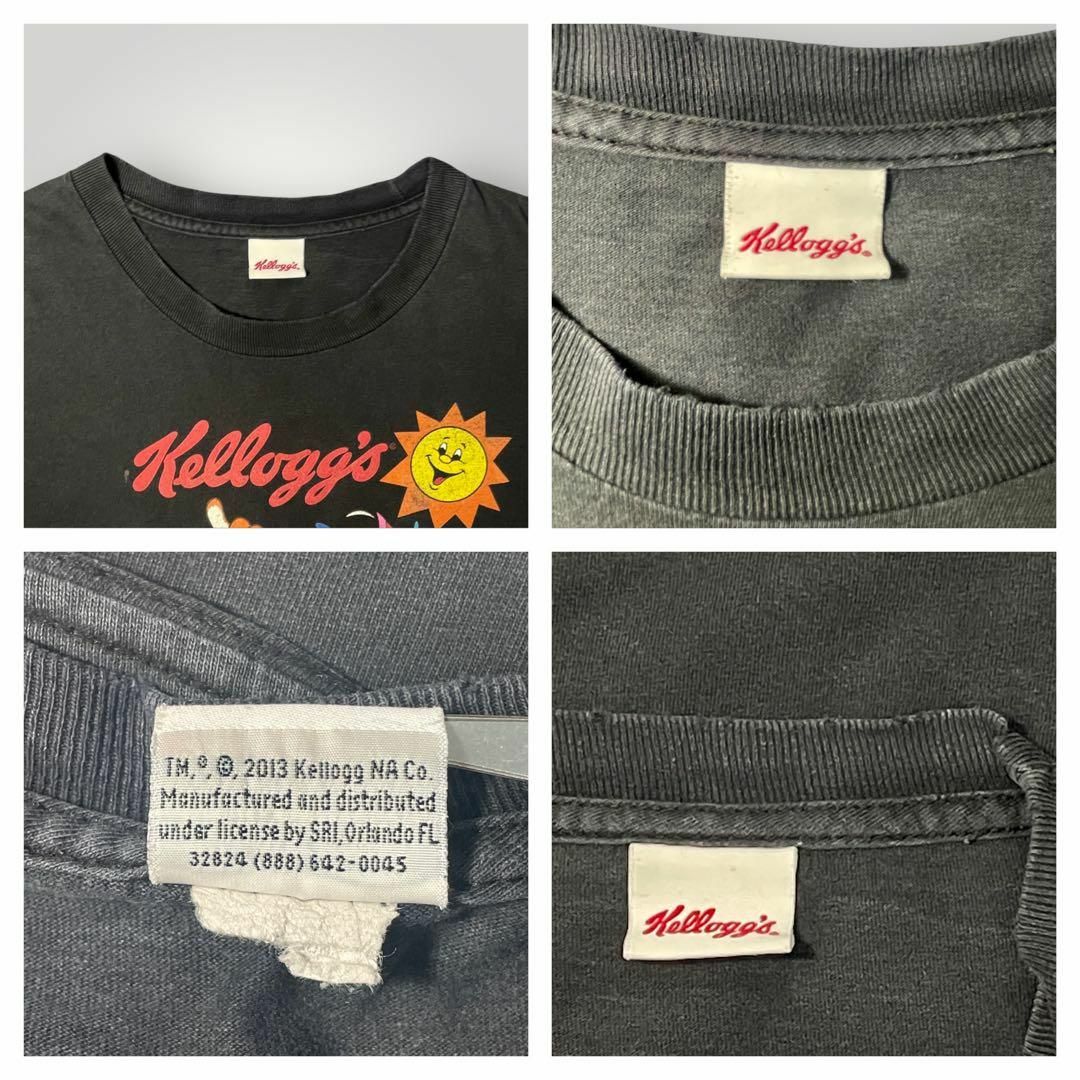 Kellogg's
Kellogg's®
Kellogg's®
TM,®,©, 2013 Kellogg NA Co.
Manufactured and distributed
under license by SRI, Orlando FL
32824 (888) 642-0045
Kellogg's